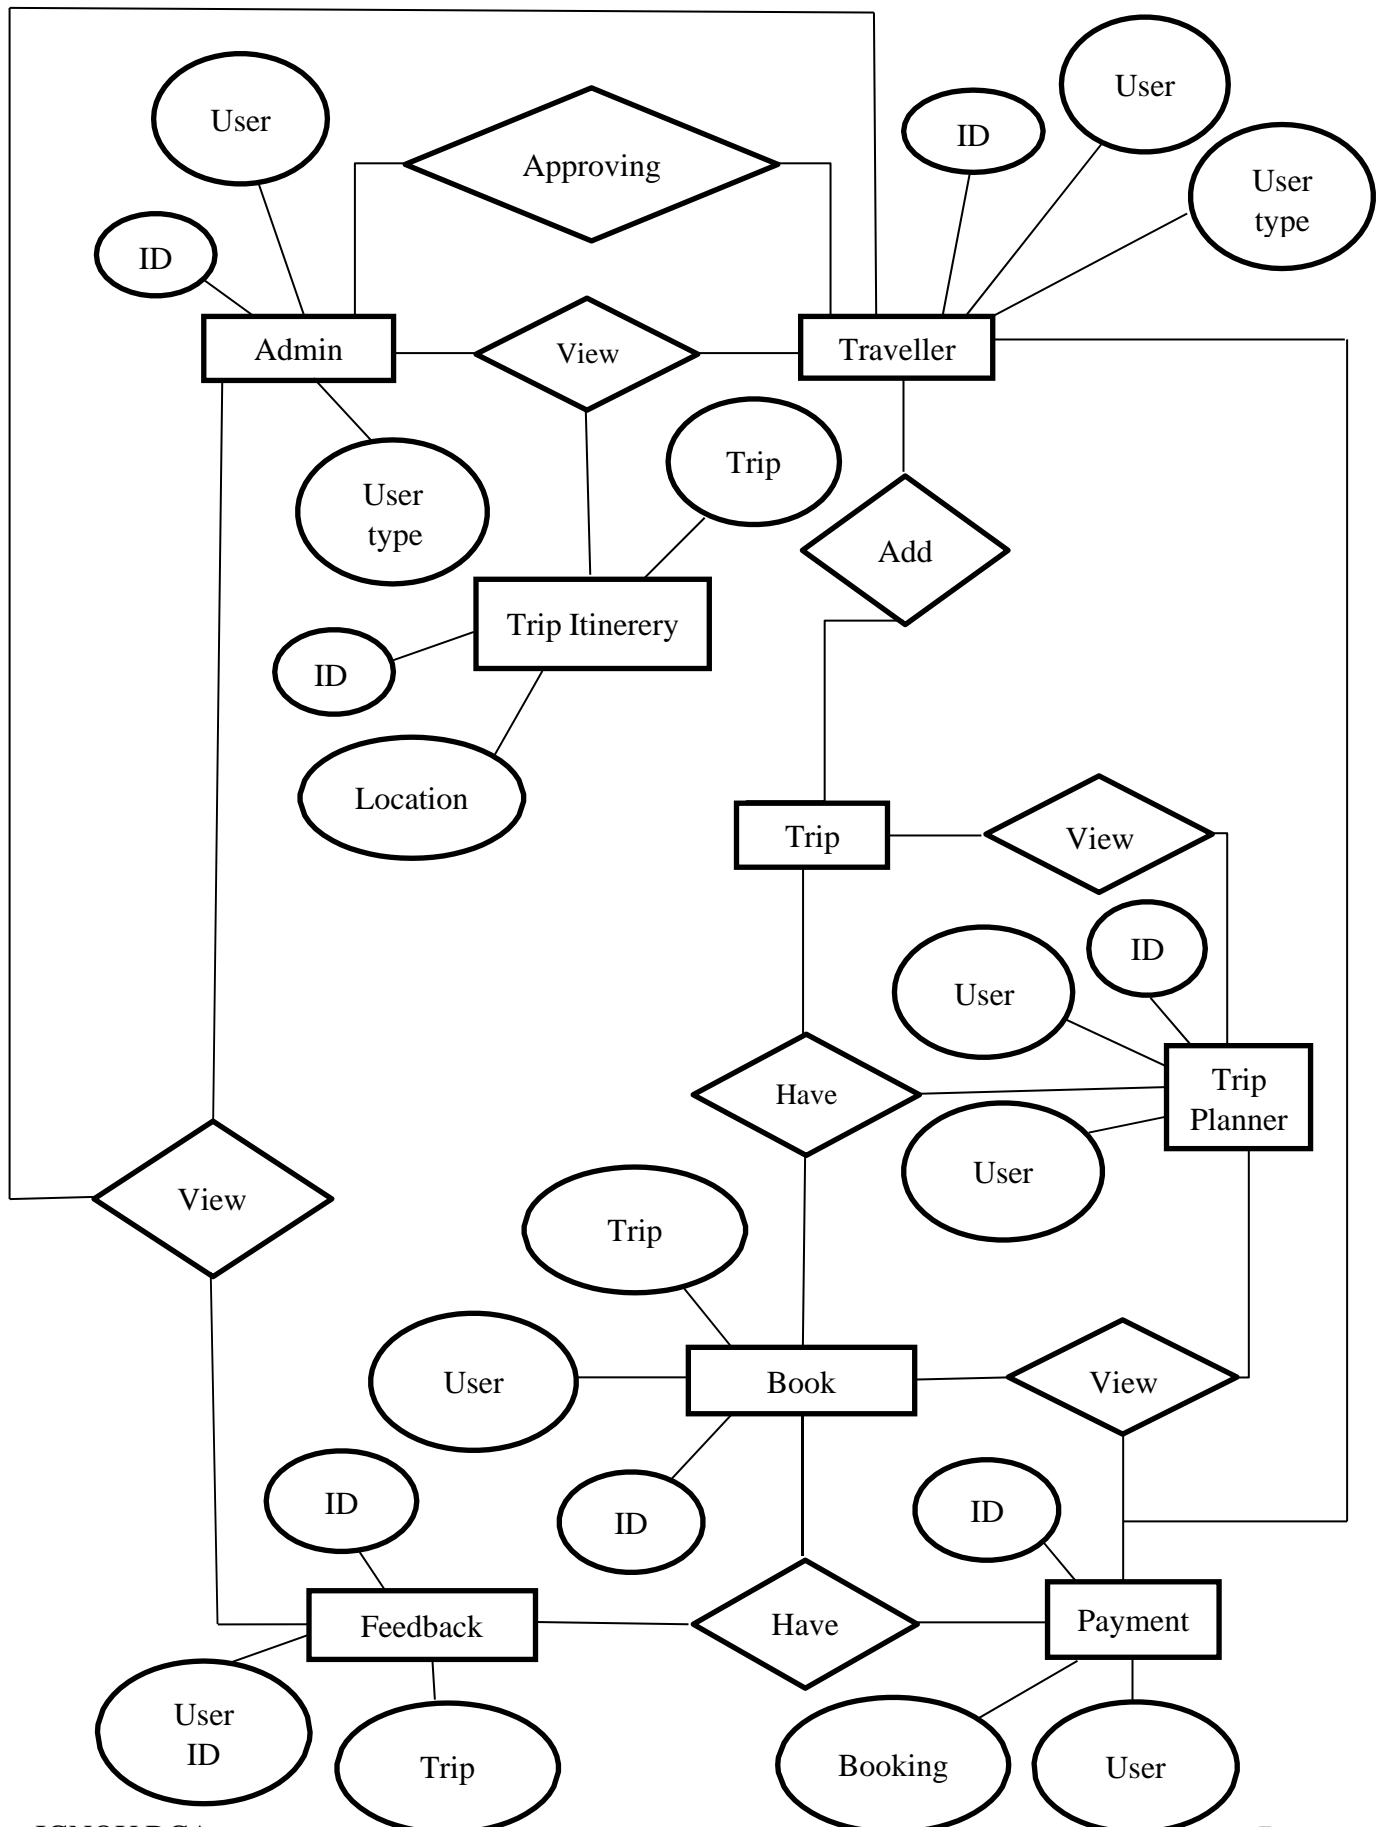 User
ID
User
User
type
Approving
ID
Admin
View
Traveller
User
type
Trip
Add
Trip Itinerery
ID
Location
Trip
View
ID
User
Trip
Planner
Have
User
View
Trip
User
Book
View
ID
ID
ID
Feedback
Have
Payment
User
ID
Trip
Booking
User